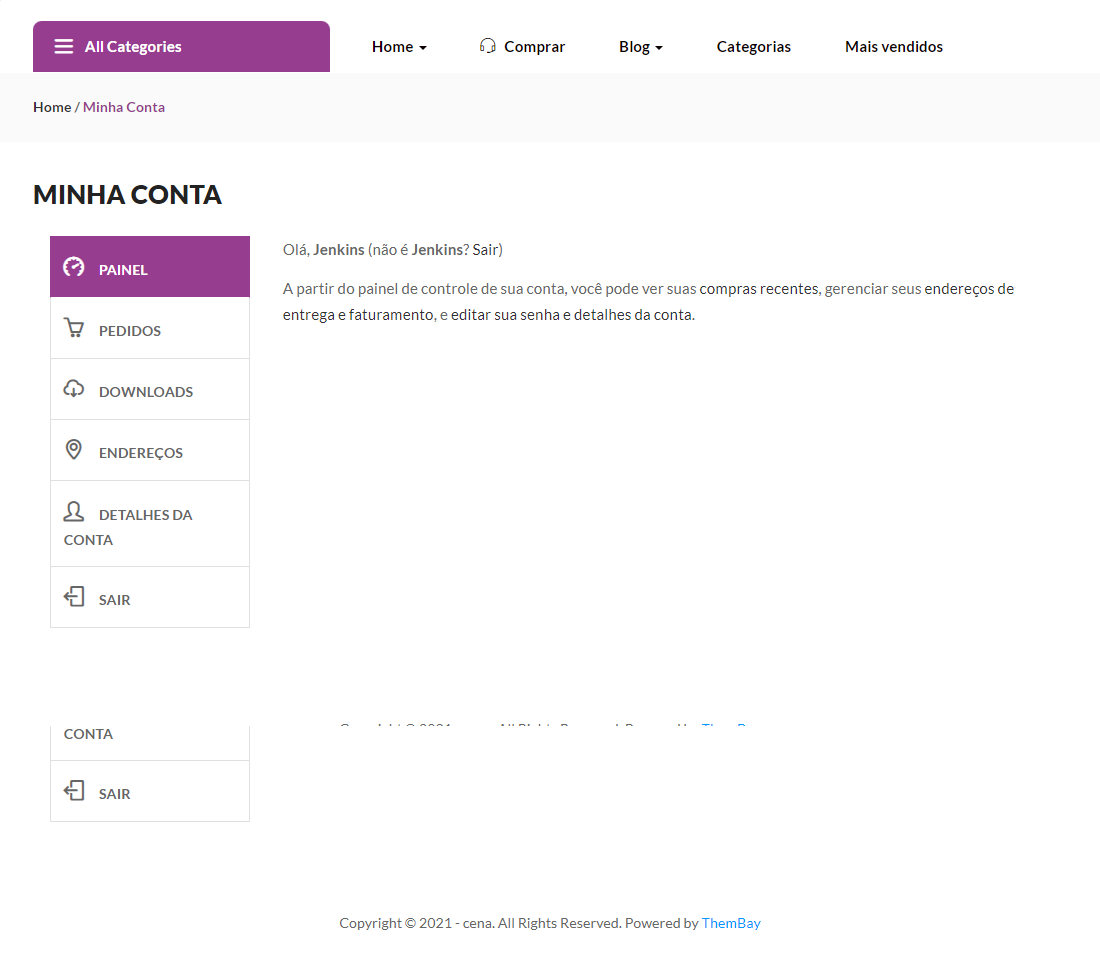 All Categories
Home
Comprar
Blog
Categorias
Mais vendidos
Home / Minha Conta
MINHA CONTA
PAINEL
PEDIDOS
DOWNLOADS
ENDEREÇOS
DETALHES DA
CONTA
SAIR
Olá, Jenkins (não é Jenkins? Sair)
A partir do painel de controle de sua conta, você pode ver suas compras recentes, gerenciar seus endereços de
entrega e faturamento, e editar sua senha e detalhes da conta.
CONTA
SAIR
Copyright © 2021 - cena. All Rights Reserved. Powered by ThemBay